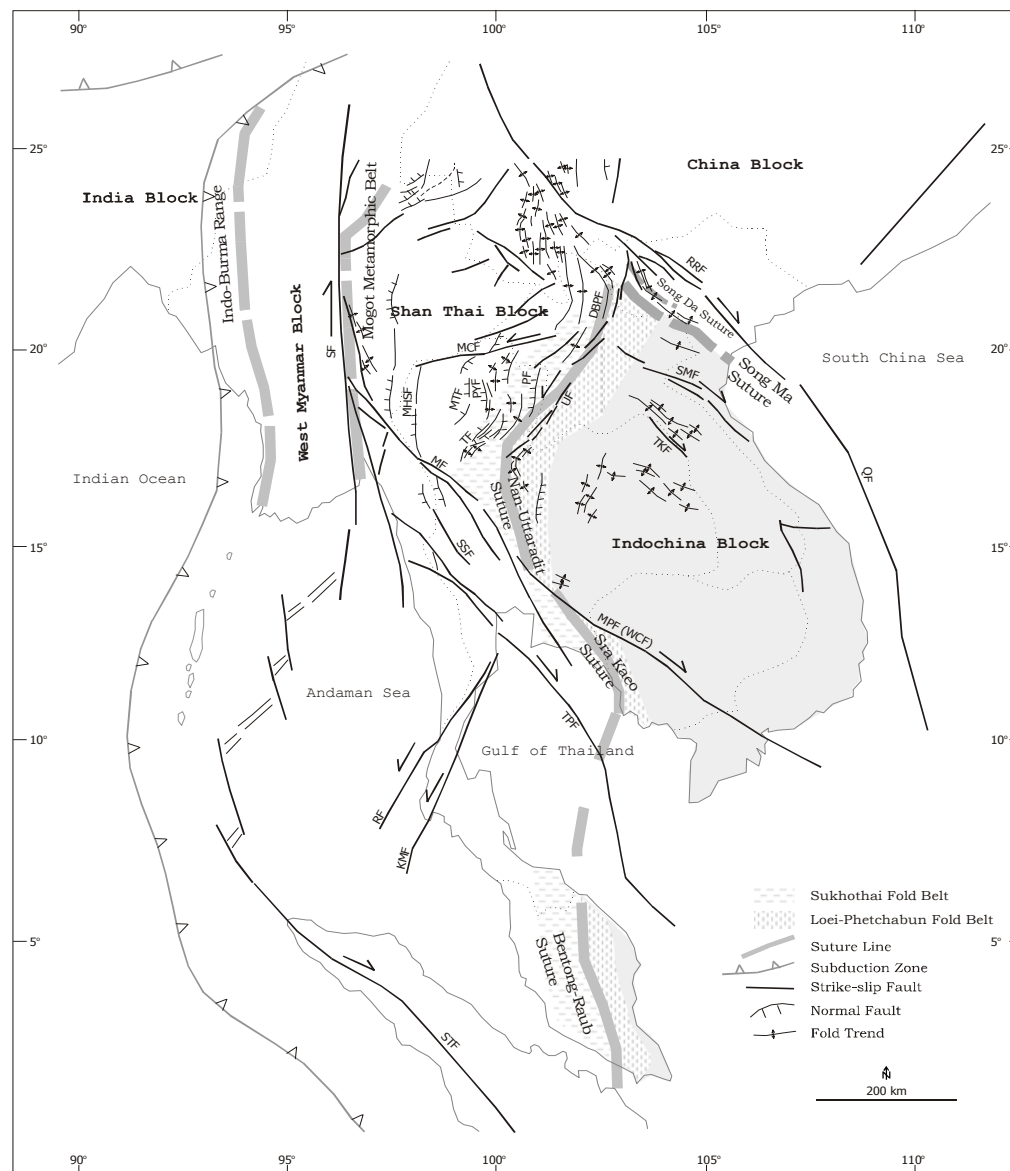 90°
95°
100°
105°
110°
25°
25°
China Block
India Block
Indo-Burma Range
Mogot Metamorphic Belt
RRF
Song Da Suture
Shan Thai Block
DBPF
West Myanmar Block
SF
20°
20°
MCF
South China Sea
Song Ma
Suture
SMF
MHSF
MTF
PYF
PF
UF
TF
TKF
MF
QF
Indian Ocean
Nan-Uttaradit
Suture
SSF
15°
15°
Indochina Block
MPF (WCF)
Sra Kaeo
Suture
Andaman Sea
TPF
10°
10°
Gulf of Thailand
RF
KMF
Sukhothai Fold Belt
Loei-Phetchabun Fold Belt
Suture Line
Subduction Zone
Strike-slip Fault
Normal Fault
Fold Trend
5°
5°
Bentong-Raub
Suture
STF
N
200 km
90°
95°
100°
105°
110°